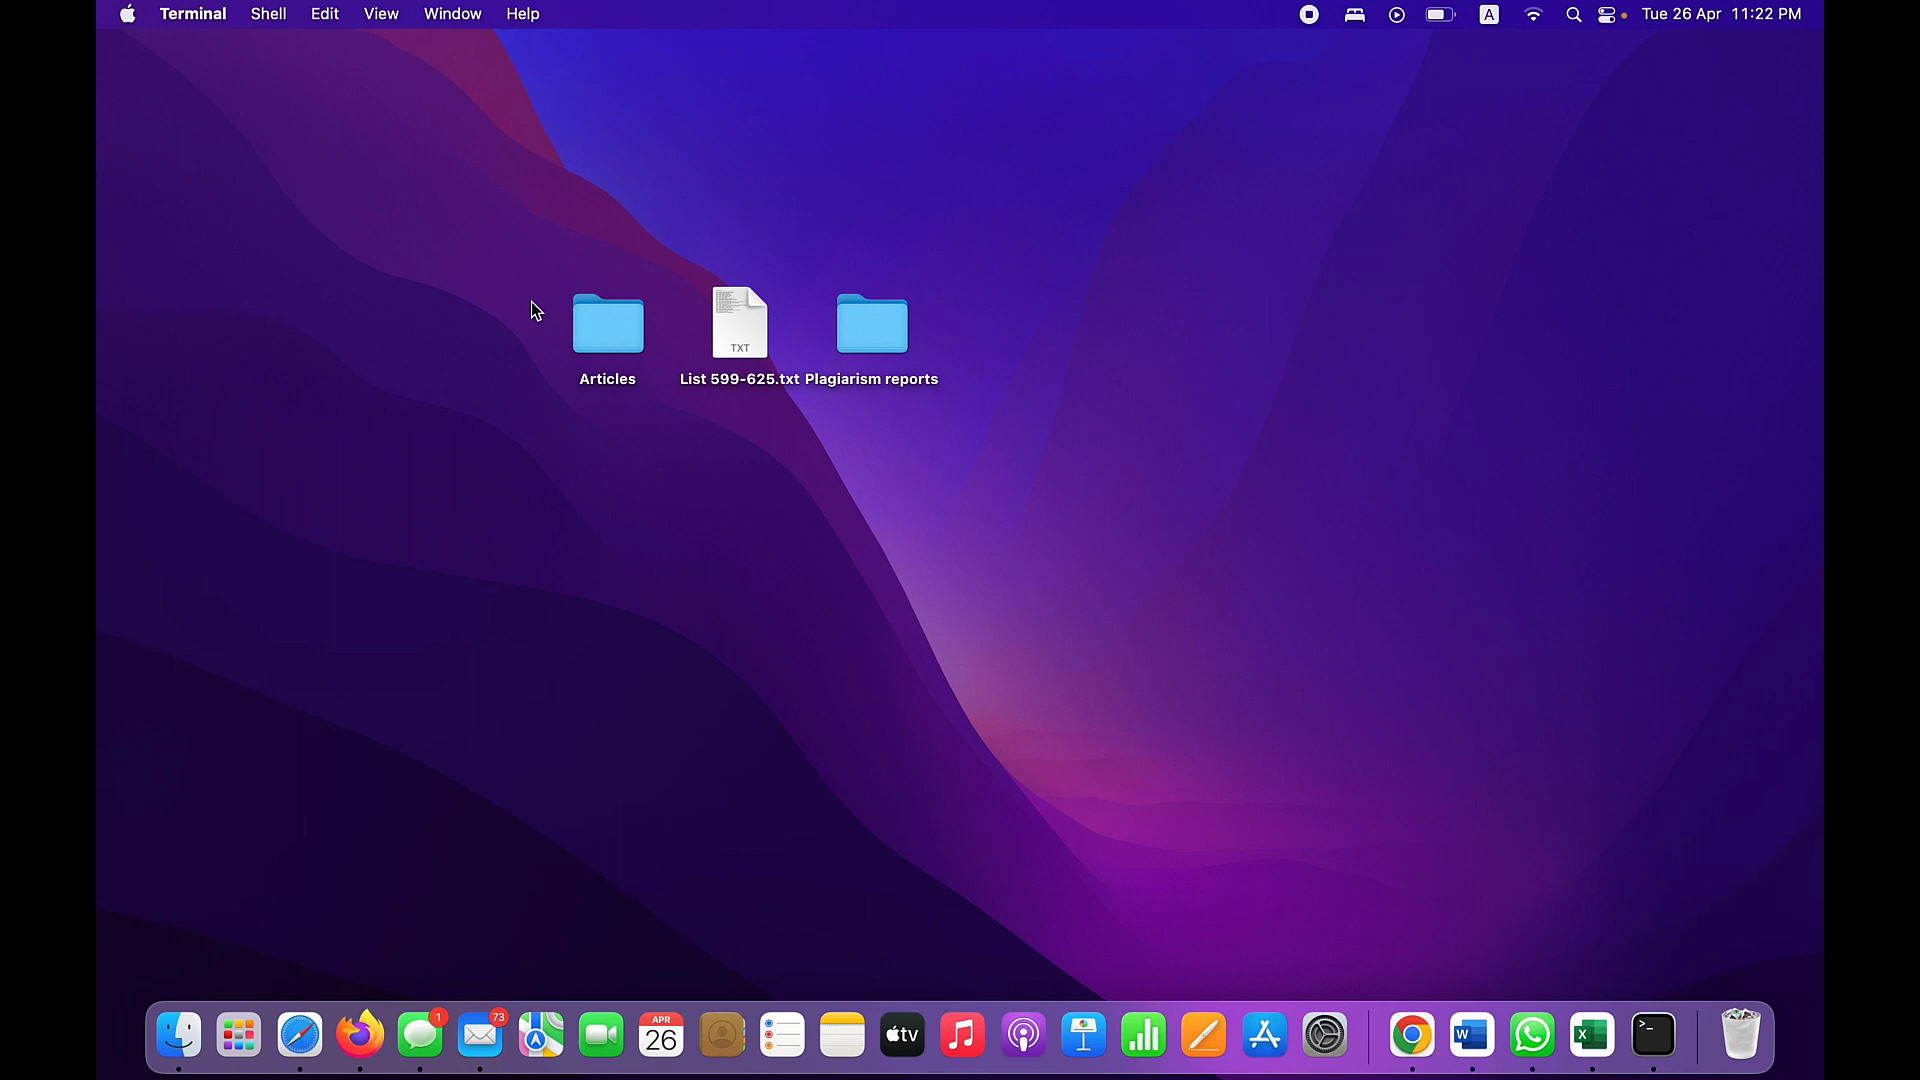 Terminal Shell Edit View Window Help A Tue 26 Apr 11:22 PM
TXT
Articles List 599-625.txt Plagiarism reports
1 73 APR 26 tv W X >_